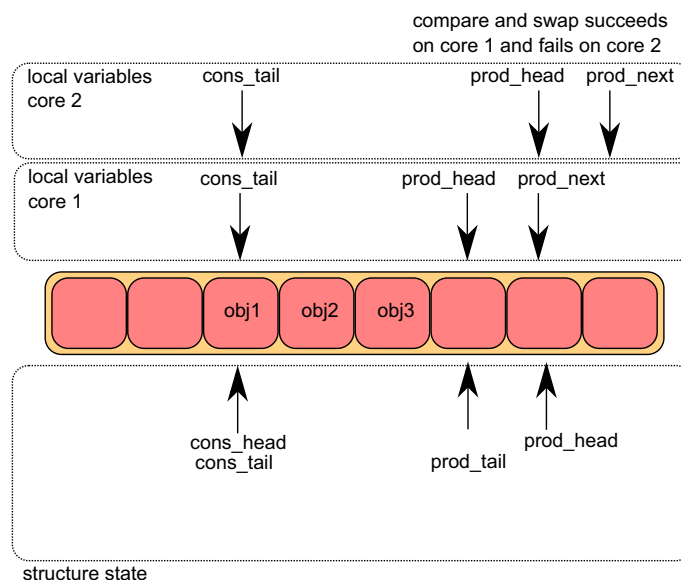 compare and swap succeeds
on core 1 and fails on core 2
local variables
core 2
cons_tail
prod_head
prod_next
local variables
core 1
cons_tail
prod_head
prod_next
obj1
obj2
obj3
cons_head
cons_tail
prod_tail
prod_head
structure state